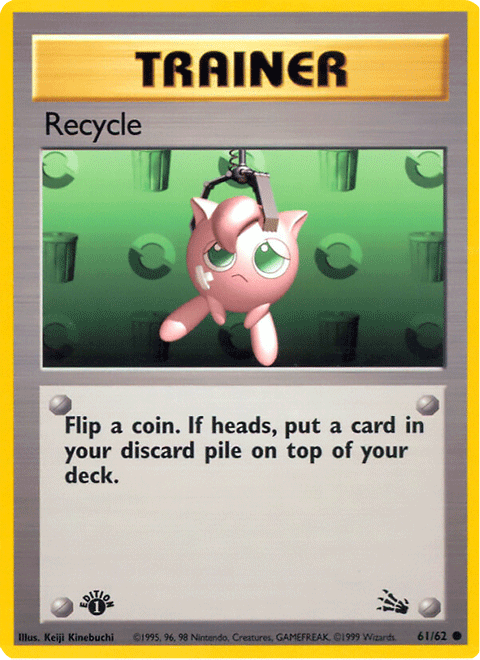 TRAINER
Recycle
Flip a coin. If heads, put a card in
your discard pile on top of your
deck.
EDITION
1
Illus. Keiji Kinebuchi ©1995, 96, 98 Nintendo, Creatures, GAMEFREAK. ©1999 Wizards. 61/62